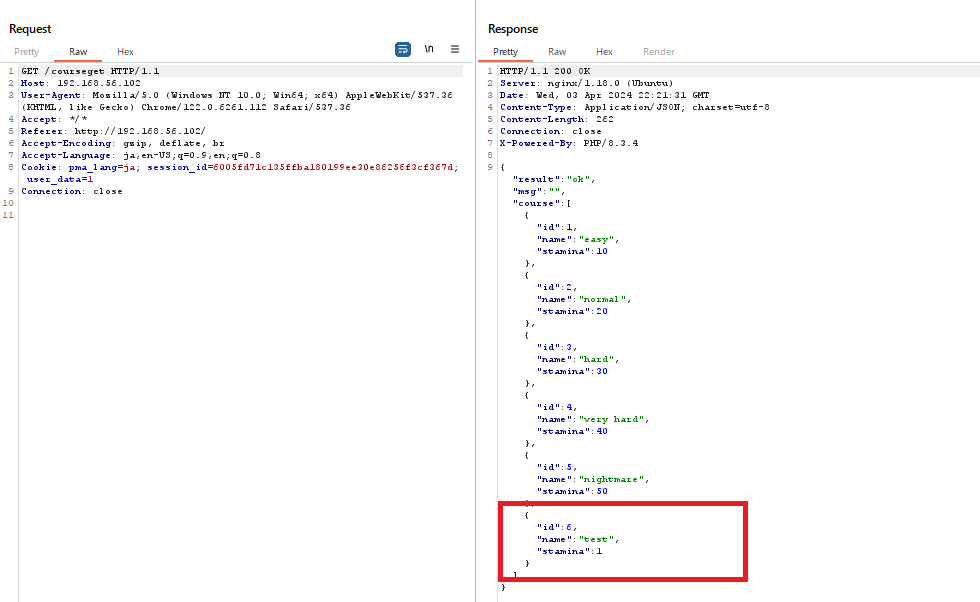 Request
Pretty Raw Hex
\n
1 GET /courseget HTTP/1.1
2 Host: 192.168.56.102
3 User-Agent: Mozilla/5.0 (Windows NT 10.0; Win64; x64) AppleWebKit/537.36
(KHTML, like Gecko) Chrome/122.0.6261.112 Safari/537.36
4 Accept: */*
5 Referer: http://192.168.56.102/
6 Accept-Encoding: gzip, deflate, br
7 Accept-Language: ja,en-US;q=0.9,en;q=0.8
8 Cookie: pma_lang=ja; session_id=6005fd71c135ffba180199ee30e86256f3cf367d;
user_data=1
9 Connection: close
10
11
Response
Pretty Raw Hex Render
1 HTTP/1.1 200 OK
2 Server: nginx/1.18.0 (Ubuntu)
3 Date: Wed, 03 Apr 2024 22:21:31 GMT
4 Content-Type: Application/JSON; charset=utf-8
5 Content-Length: 262
6 Connection: close
7 X-Powered-By: PHP/8.3.4
8
9 {
"result":"ok",
"msg":"",
"course":[
{
"id":1,
"name":"easy",
"stamina":10
},
{
"id":2,
"name":"normal",
"stamina":20
},
{
"id":3,
"name":"hard",
"stamina":30
},
{
"id":4,
"name":"very hard",
"stamina":40
},
{
"id":5,
"name":"nightmare",
"stamina":50
},
{
"id":6,
"name":"test",
"stamina":1
}
]
}